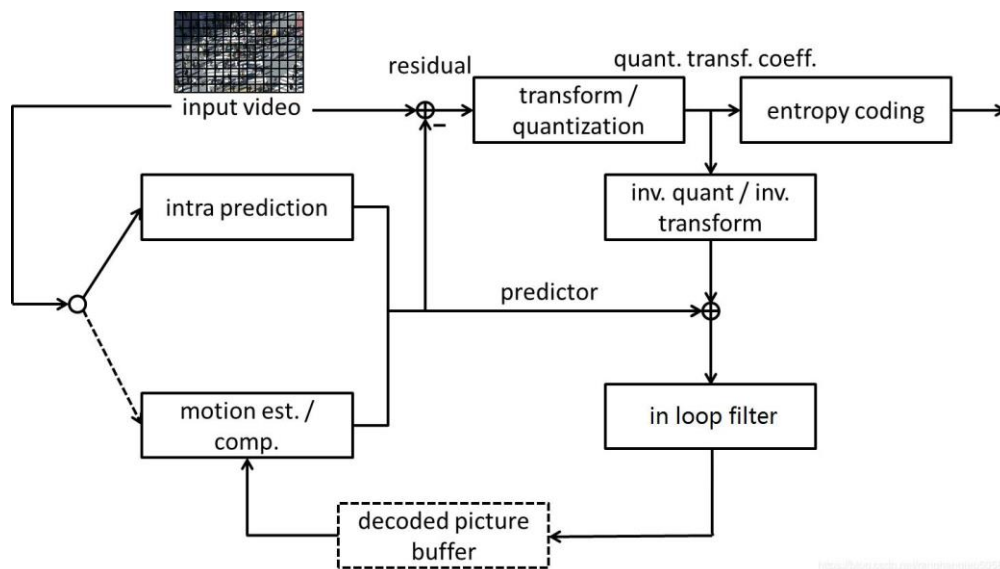 quant. transf. coeff.
residual
transform /
quantization
entropy coding
input video
intra prediction
inv. quant / inv.
transform
predictor
motion est. /
comp.
in loop filter
decoded picture
buffer